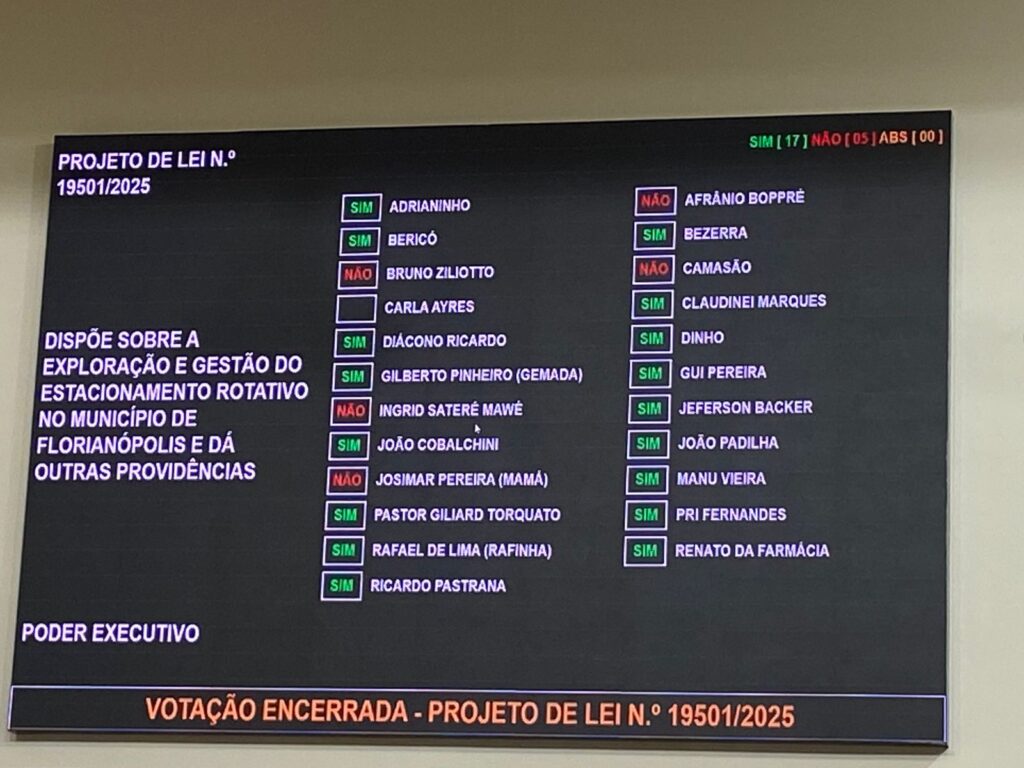 PROJETO DE LEI N.º
19501/2025
SIM [ 17 ] NÃO [ 05 ] ABS [ 00 ]
DISPÕE SOBRE A
EXPLORAÇÃO E GESTÃO DO
ESTACIONAMENTO ROTATIVO
NO MUNICÍPIO DE
FLORIANÓPOLIS E DÁ
OUTRAS PROVIDÊNCIAS
PODER EXECUTIVO
SIM ADRIANINHO
SIM BERICÓ
NÃO BRUNO ZILIOTTO
CARLA AYRES
SIM DIÁCONO RICARDO
SIM GILBERTO PINHEIRO (GEMADA)
NÃO INGRID SATERÉ MAWÉ
SIM JOÃO COBALCHINI
NÃO JOSIMAR PEREIRA (MAMÁ)
SIM PASTOR GILIARD TORQUATO
SIM RAFAEL DE LIMA (RAFINHA)
SIM RICARDO PASTRANA
NÃO AFRÂNIO BOPPRÉ
SIM BEZERRA
NÃO CAMASÃO
SIM CLAUDINEI MARQUES
SIM DINHO
SIM GUI PEREIRA
SIM JEFERSON BACKER
SIM JOÃO PADILHA
SIM MANU VIEIRA
SIM PRI FERNANDES
SIM RENATO DA FARMÁCIA
VOTAÇÃO ENCERRADA - PROJETO DE LEI N.º 19501/2025